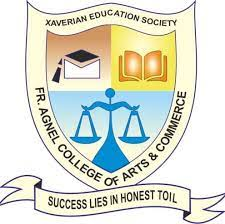 XAVERIAN EDUCATION SOCIETY
FR. AGNEL COLLEGE OF ARTS & COMMERCE
SUCCESS LIES IN HONEST TOIL